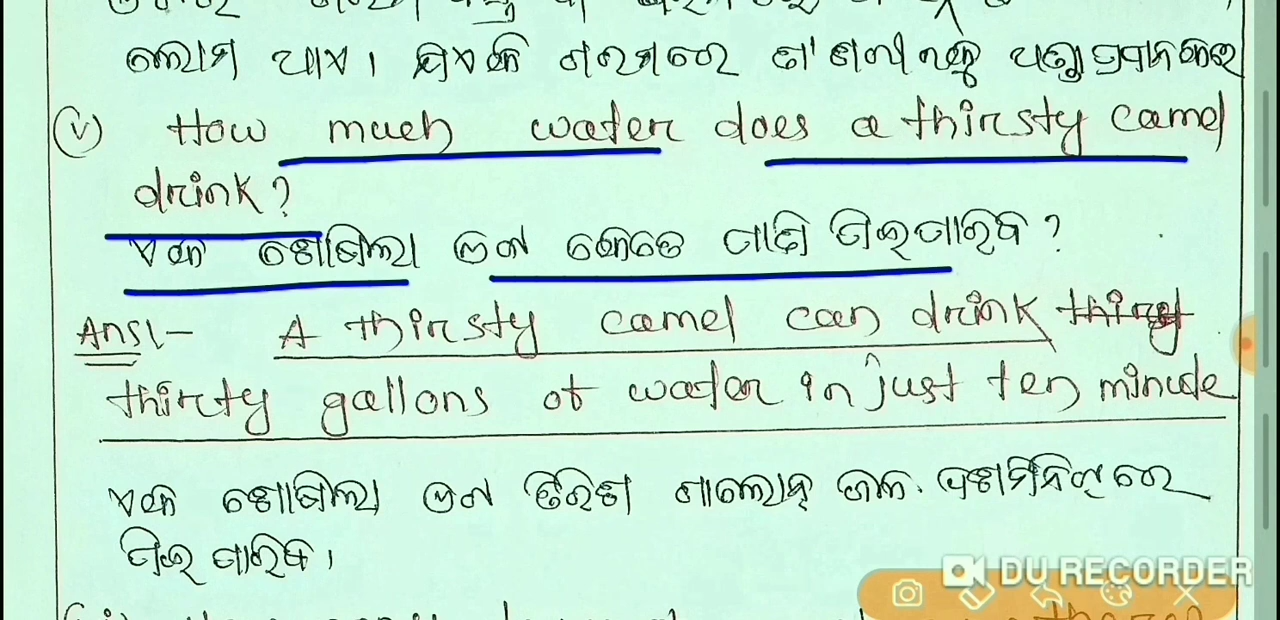 ଲୋମ ଥାଏ।
(v) How much water does a thirsty camel
drink?
ଏକ ଶୋଷିଲା ଓଟ କେତେ ପାଣି ପିଇପାରିବ ?
Ans:- A thirsty camel can drink
thirty gallons of water in just ten minute
ଏକ ଶୋଷିଲା ଓଟ ତିରିଶ ଗାଲୋନ୍ ଜଳ ଦଶମିନିଟ୍ ରେ
ପିଇ ପାରିବ।
DU RECORDER